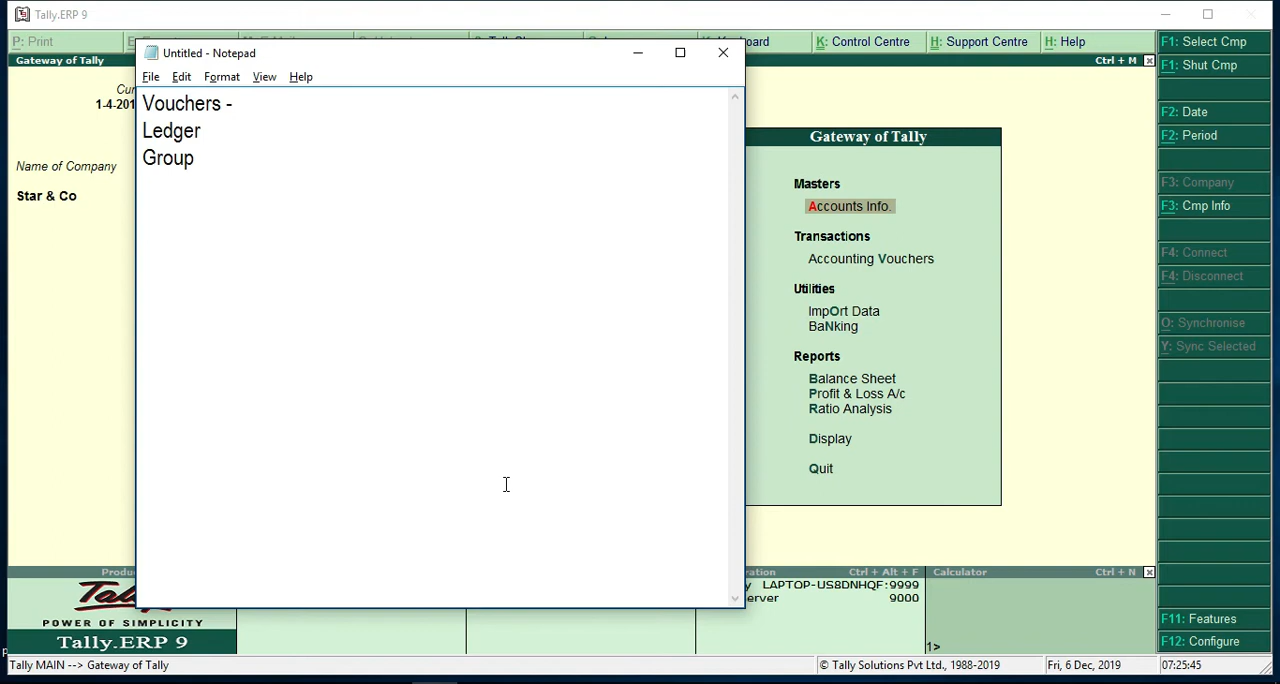 Tally.ERP 9
P: Print
K: Control Centre
H: Support Centre
H: Help
F1: Select Cmp
Gateway of Tally
Ctrl + M
F1: Shut Cmp
Untitled - Notepad
File Edit Format View Help
Vouchers -
Ledger
Group
1-4-201
Name of Company
Star & Co
Gateway of Tally
Masters
Accounts Info.
Transactions
Accounting Vouchers
Utilities
ImpOrt Data
BaNking
Reports
Balance Sheet
Profit & Loss A/c
Ratio Analysis
Display
Quit
F2: Date
F2: Period
F3: Company
F3: Cmp Info
F4: Connect
F4: Disconnect
O: Synchronise
Y: Sync Selected
F11: Features
F12: Configure
Ctrl + Alt + F
LAPTOP-US8DNHQF:9999
9000
Calculator
Ctrl + N
1>
POWER OF SIMPLICITY
Tally.ERP 9
Tally MAIN --> Gateway of Tally
© Tally Solutions Pvt Ltd., 1988-2019
Fri, 6 Dec, 2019
07:25:45